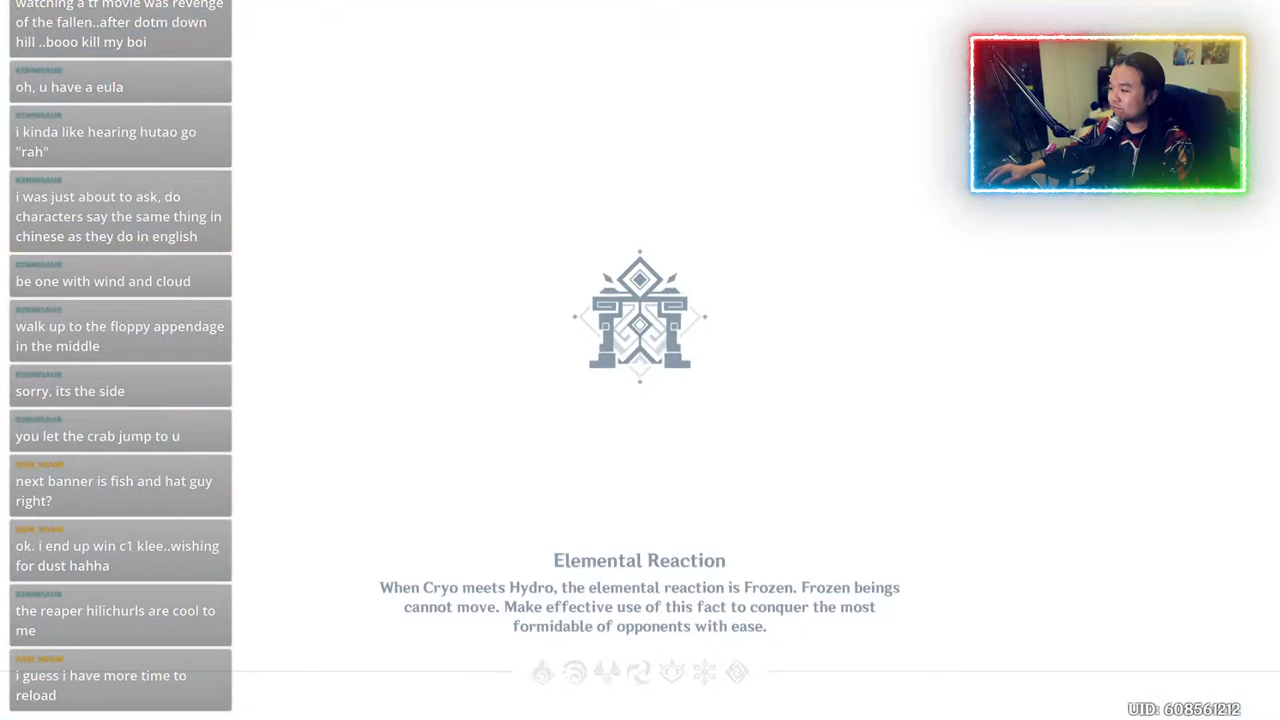 watching a tf movie was revenge
of the fallen..after dotm down
hill ..booo kill my boi
oh, u have a eula
i kinda like hearing hutao go
"rah"
i was just about to ask, do
characters say the same thing in
chinese as they do in english
be one with wind and cloud
walk up to the floppy appendage
in the middle
sorry, its the side
you let the crab jump to u
next banner is fish and hat guy
right?
ok. i end up win c1 klee..wishing
for dust hahha
the reaper hilichurls are cool to
me
i guess i have more time to
reload
Elemental Reaction
When Cryo meets Hydro, the elemental reaction is Frozen. Frozen beings
cannot move. Make effective use of this fact to conquer the most
formidable of opponents with ease.
UID: 608561212